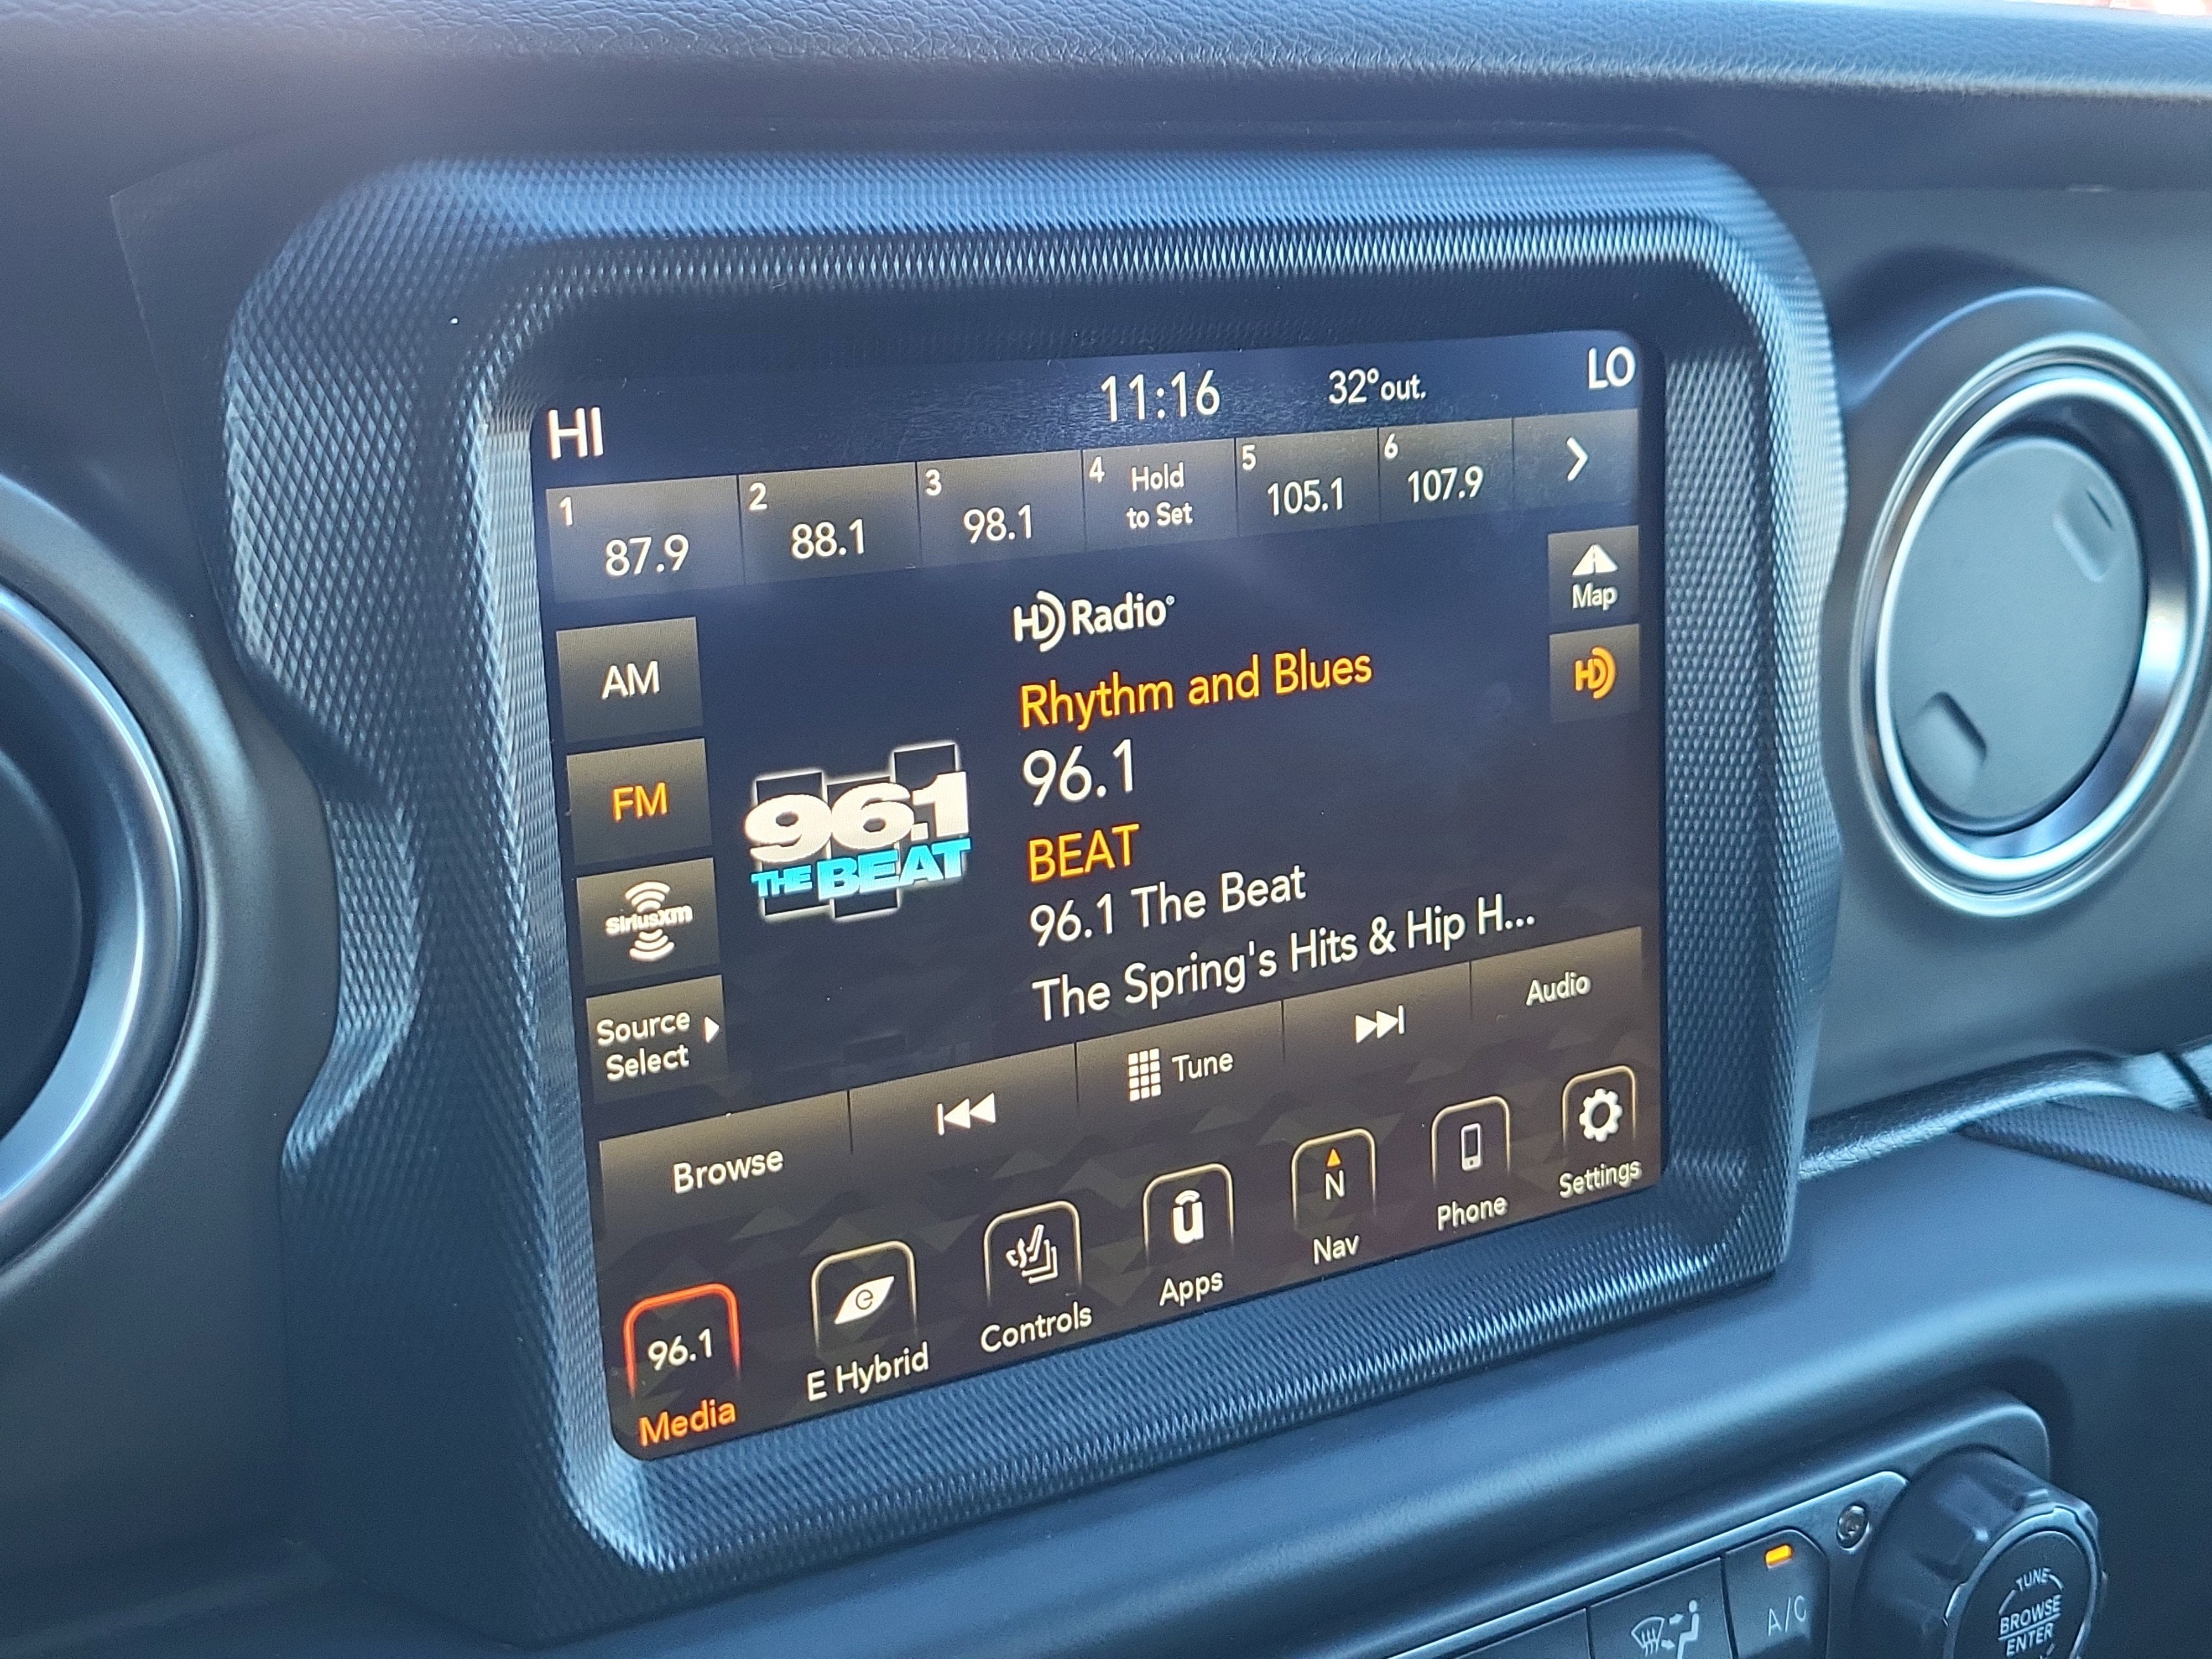 HI 11:16 32°out. LO
1 87.9 2 88.1 3 98.1 4 Hold to Set 5 105.1 6 107.9
HD Radio®
Map
AM
Rhythm and Blues
HD
FM
96.1
96.1
THE BEAT
BEAT
SiriusXM
96.1 The Beat
The Spring's Hits & Hip H...
Source
Select
Browse Tune Audio
96.1
Media
e
E Hybrid
Controls
u
Apps
N
Nav
Phone
Settings
A/C
TUNE
BROWSE
ENTER